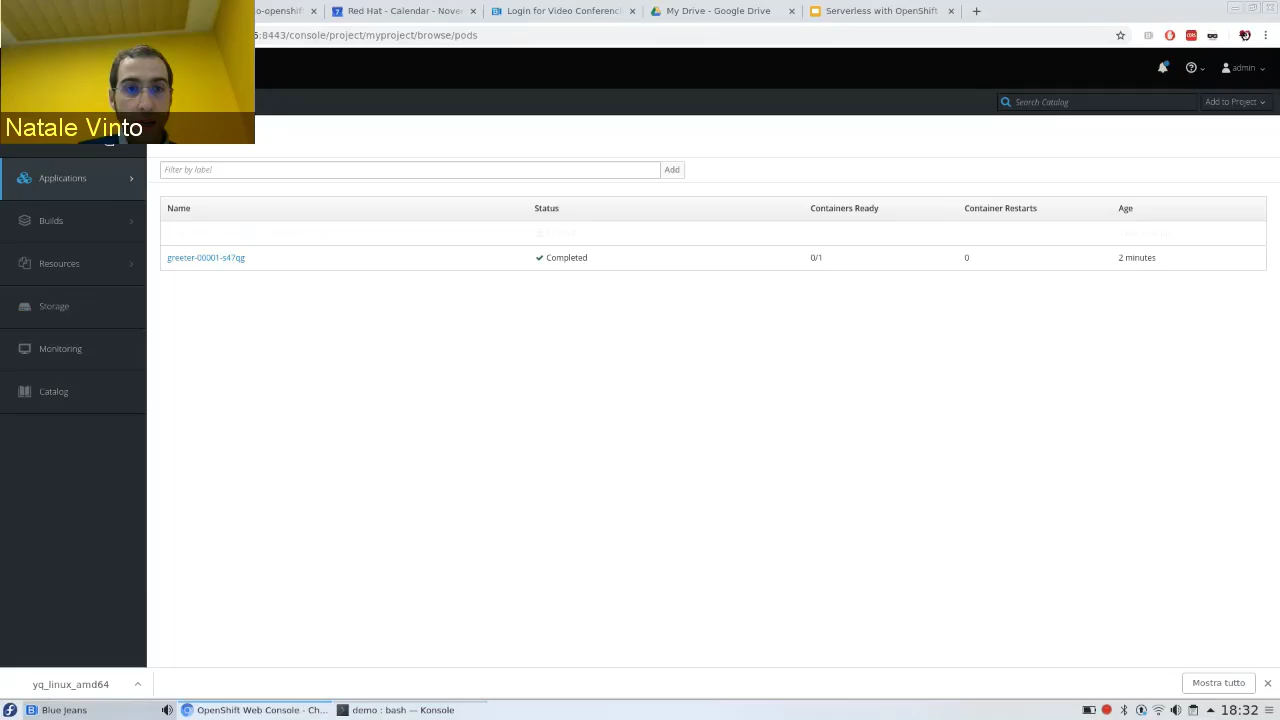 o-openshift
Red Hat - Calendar - Nove
Login for Video Conferenc
My Drive - Google Drive
Serverless with OpenShift
:8443/console/project/myproject/browse/pods
Natale Vinto
admin
Search Catalog
Add to Project
Filter by label
Add
Applications
Builds
Resources
Storage
Monitoring
Catalog
Name Status Containers Ready Container Restarts Age
greeter-00001-s47qg Completed 0/1 0 2 minutes
yq_linux_amd64
Mostra tutto
Blue Jeans
OpenShift Web Console - Ch...
demo : bash — Konsole
18:32